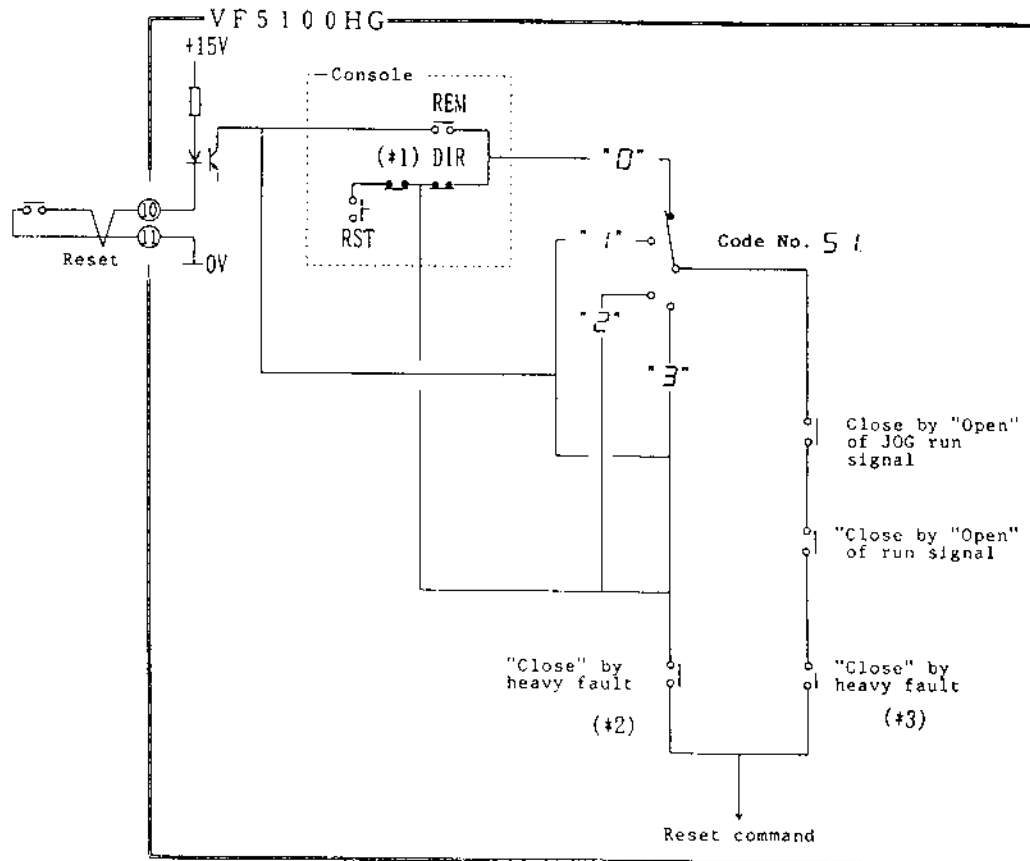 VF5100HG
+15V
Console
REM
(*1) DIR
RST
10
11
Reset
0V
"0"
"1"
Code No. 51
"2"
"3"
Close by "Open"
of JOG run
signal
"Close by "Open"
of run signal
"Close" by
heavy fault
(*2)
"Close" by
heavy fault
(*3)
Reset command